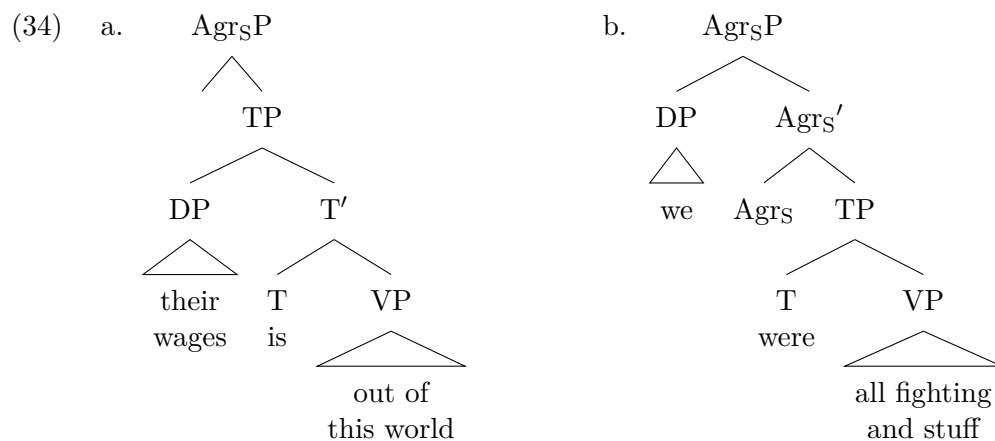 (34) a. AgrSP b. AgrSP
TP DP AgrS′
DP T′ we AgrS TP
their T VP T VP
wages is were
out of all fighting
this world and stuff